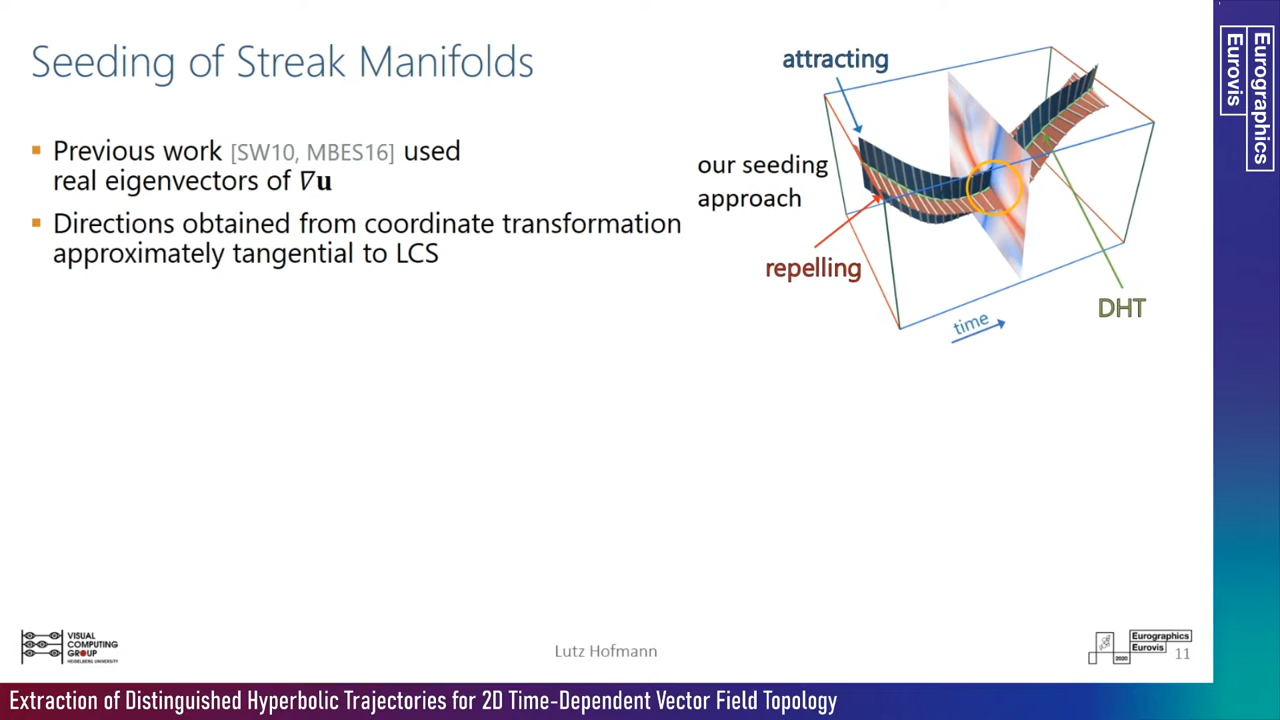 Seeding of Streak Manifolds
▪ Previous work [SW10, MBES16] used
real eigenvectors of ∇u
▪ Directions obtained from coordinate transformation
approximately tangential to LCS
attracting
our seeding
approach
repelling
DHT
time
VISUAL
COMPUTING
GROUP
HEIDELBERG UNIVERSITY
Lutz Hofmann
Eurographics
Eurovis
2020
11
Eurographics
Eurovis
Extraction of Distinguished Hyperbolic Trajectories for 2D Time-Dependent Vector Field Topology